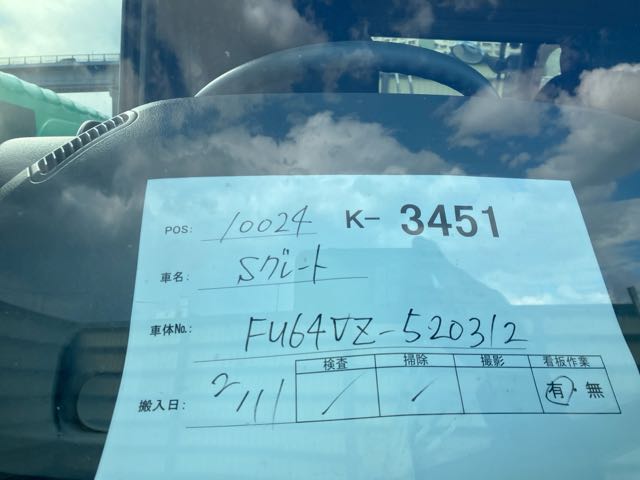 POS: 10024 K- 3451
車名: Sグレート
車体No.: FU64VZ-520312
検査 掃除 撮影 看板作業
搬入日: 2/11 有・無